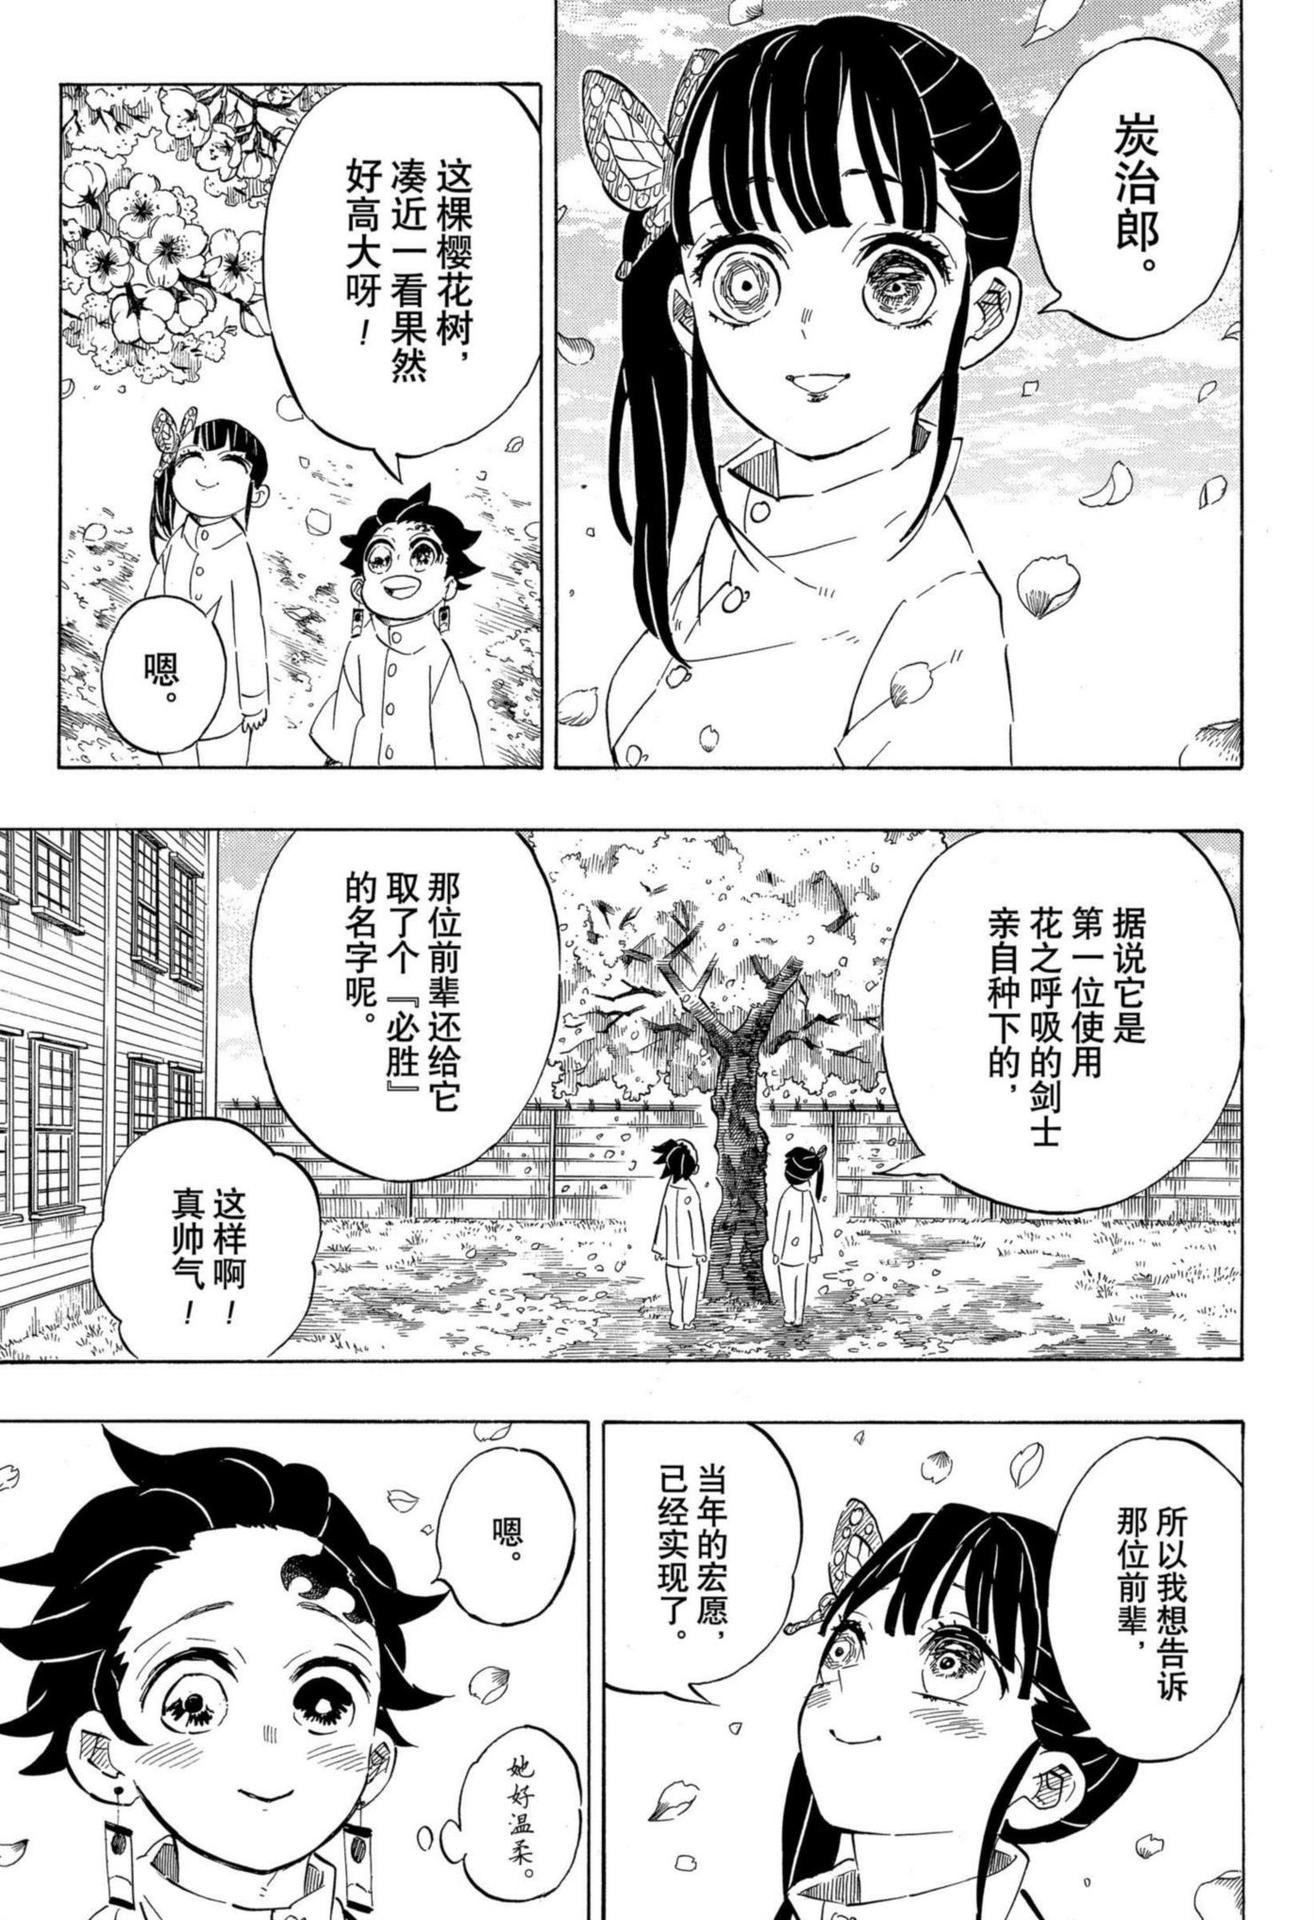 炭治郎。
这棵樱花树，
凑近一看果然
好高大呀！
嗯。
据说它是
第一位使用
花之呼吸的剑士
亲自种下的，
那位前辈还给它
取了个『必胜』
的名字呢。
这样啊！
真帅气！
所以我想告诉
那位前辈，
当年的宏愿，
已经实现了。
嗯。
她好温柔。